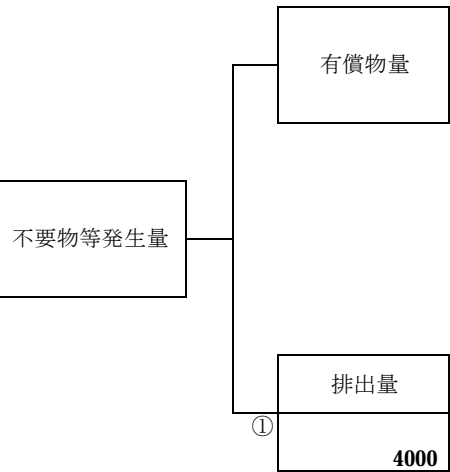 有償物量
不要物等発生量
排出量
①
4000